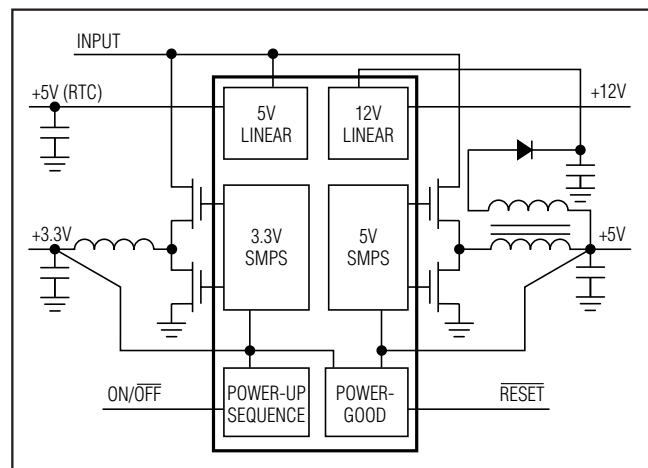 INPUT
+5V (RTC)
5V
LINEAR
12V
LINEAR
+12V
+3.3V
3.3V
SMPS
5V
SMPS
+5V
ON/OFF
POWER-UP
SEQUENCE
POWER-
GOOD
RESET